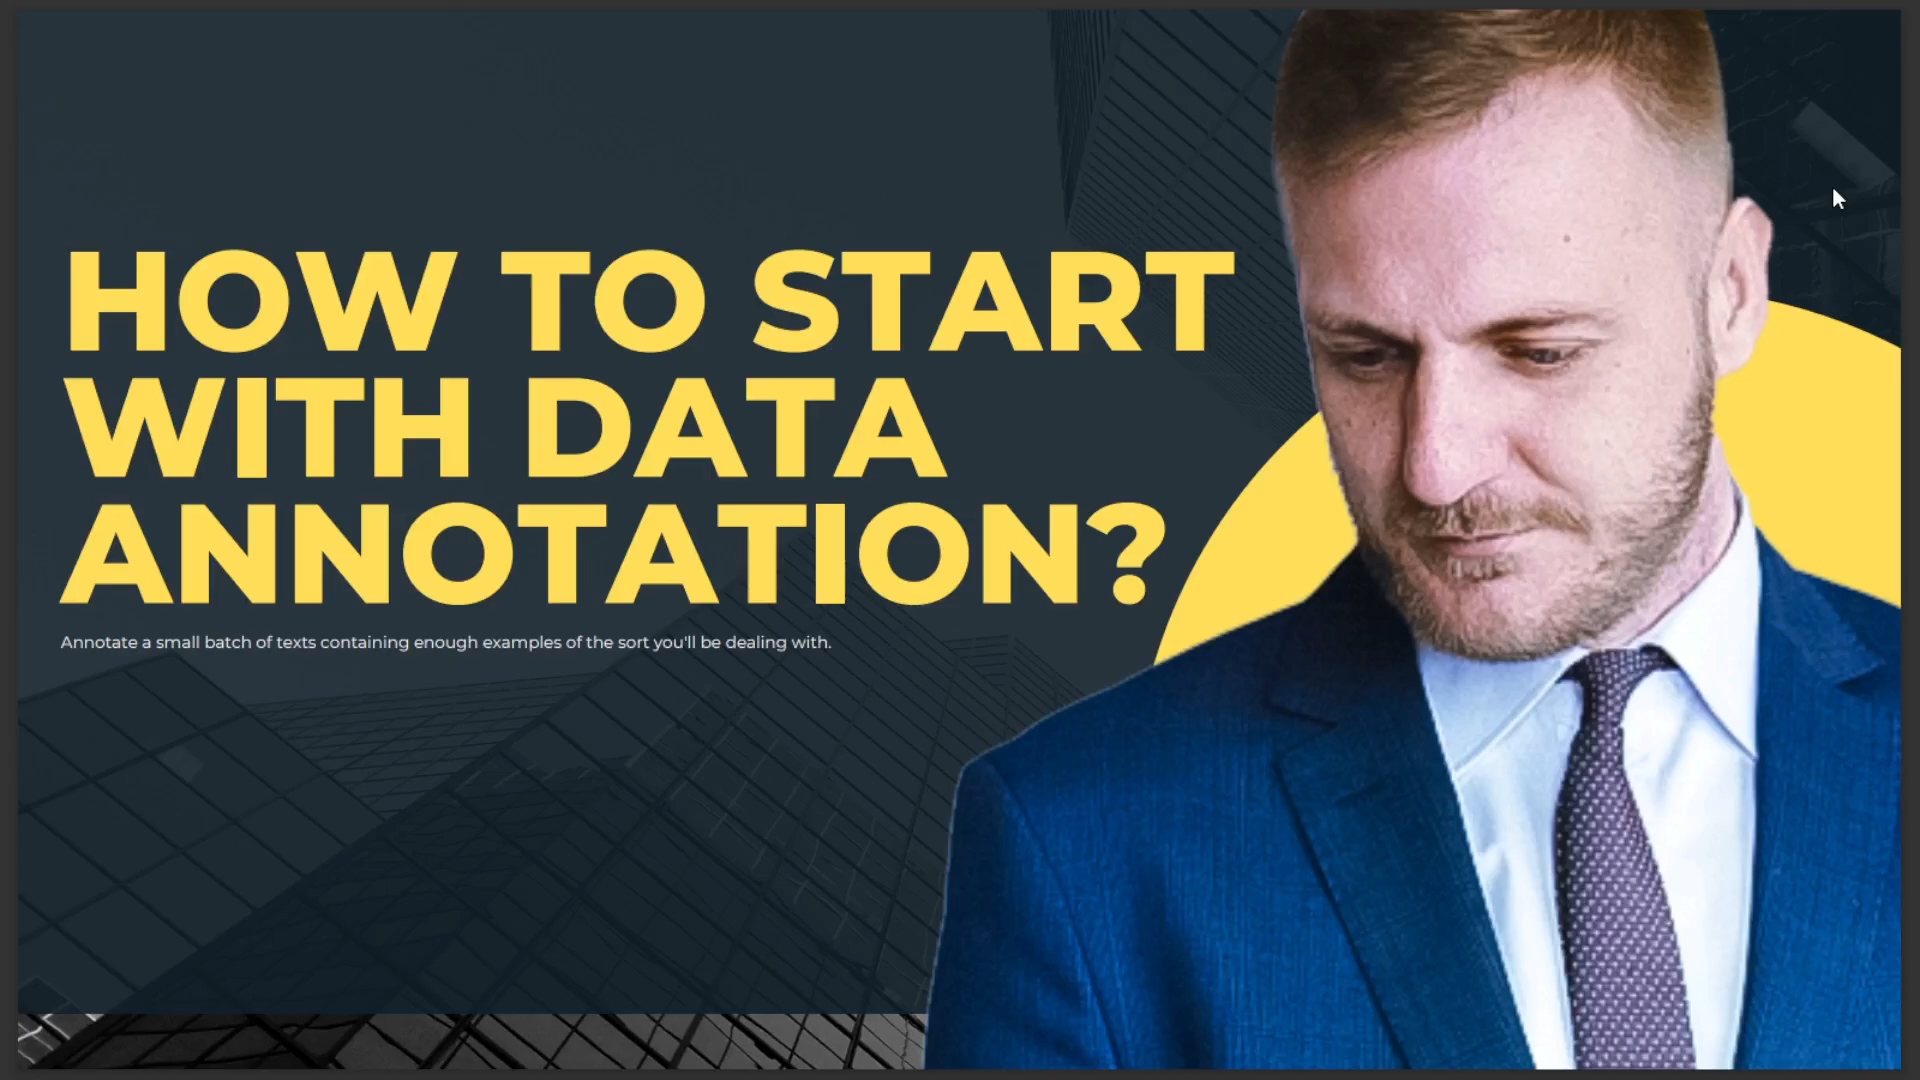 HOW TO START
WITH DATA
ANNOTATION?
Annotate a small batch of texts containing enough examples of the sort you'll be dealing with.